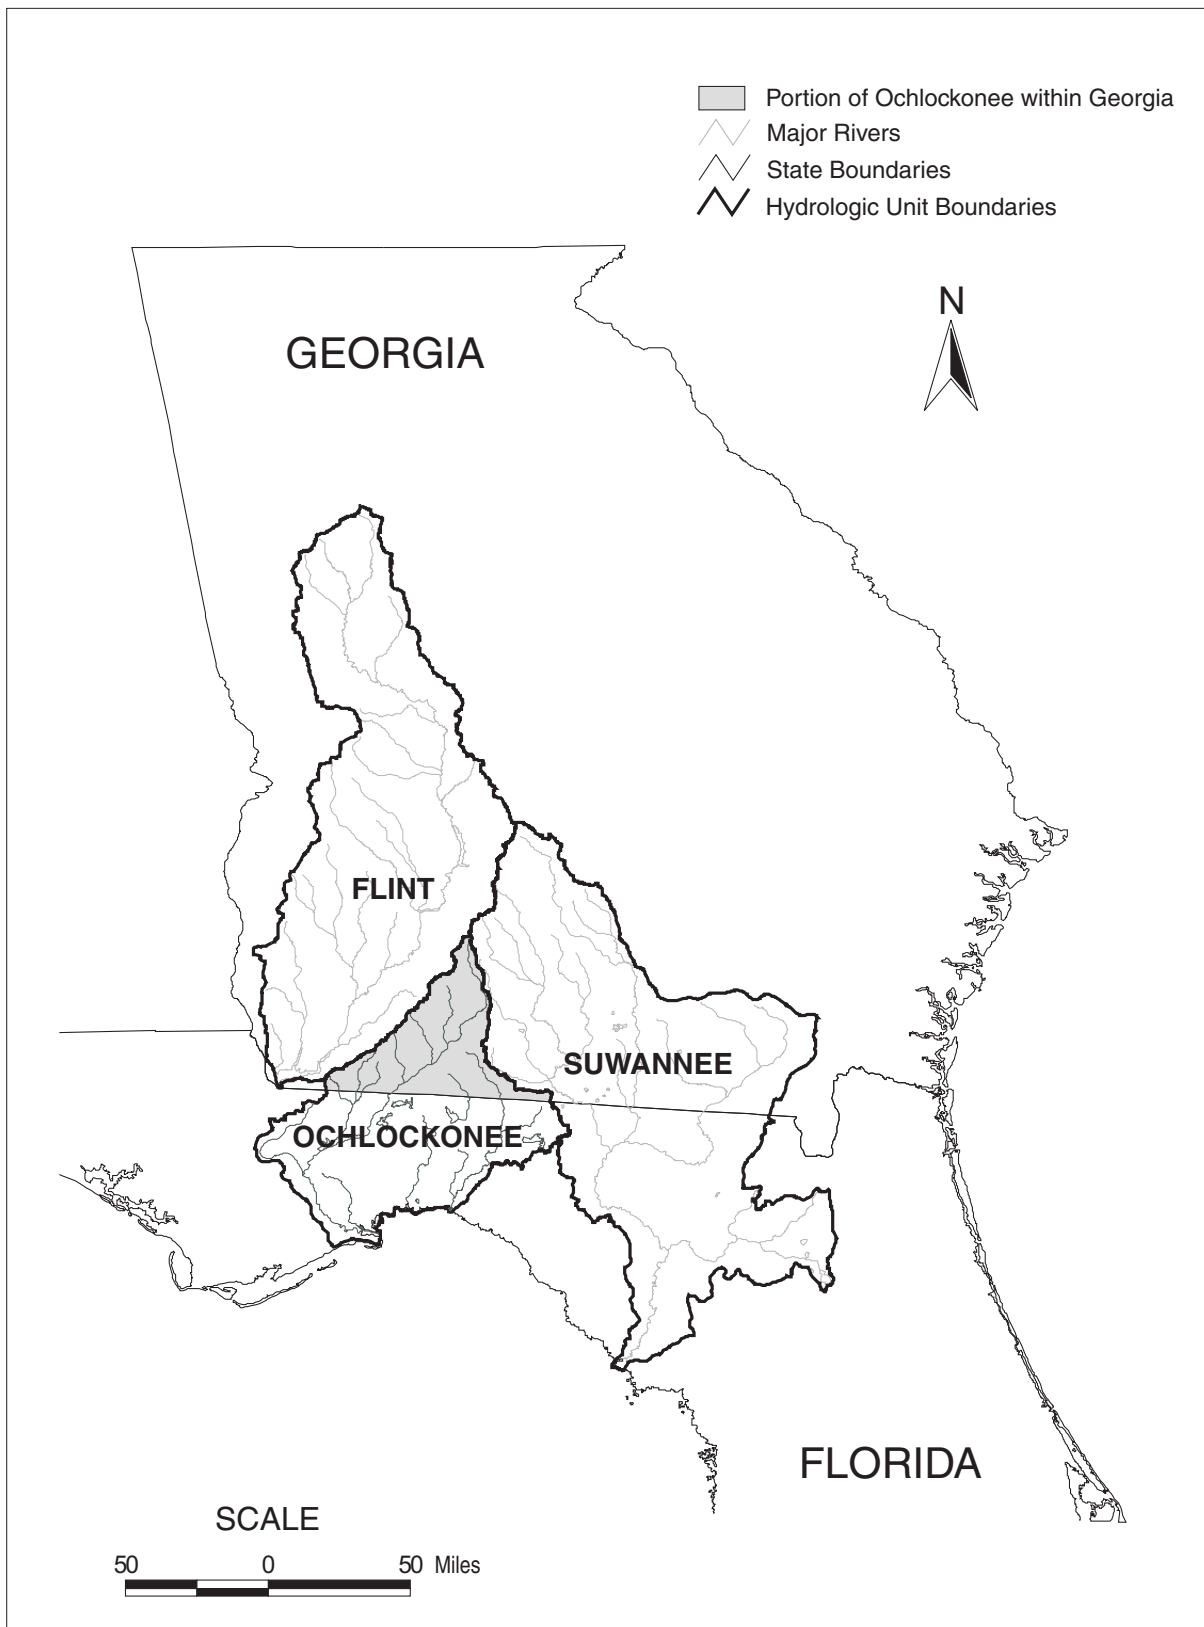 Portion of Ochlockonee within Georgia
Major Rivers
State Boundaries
Hydrologic Unit Boundaries
N
GEORGIA
FLINT
SUWANNEE
OCHLOCKONEE
FLORIDA
SCALE
50 0 50 Miles